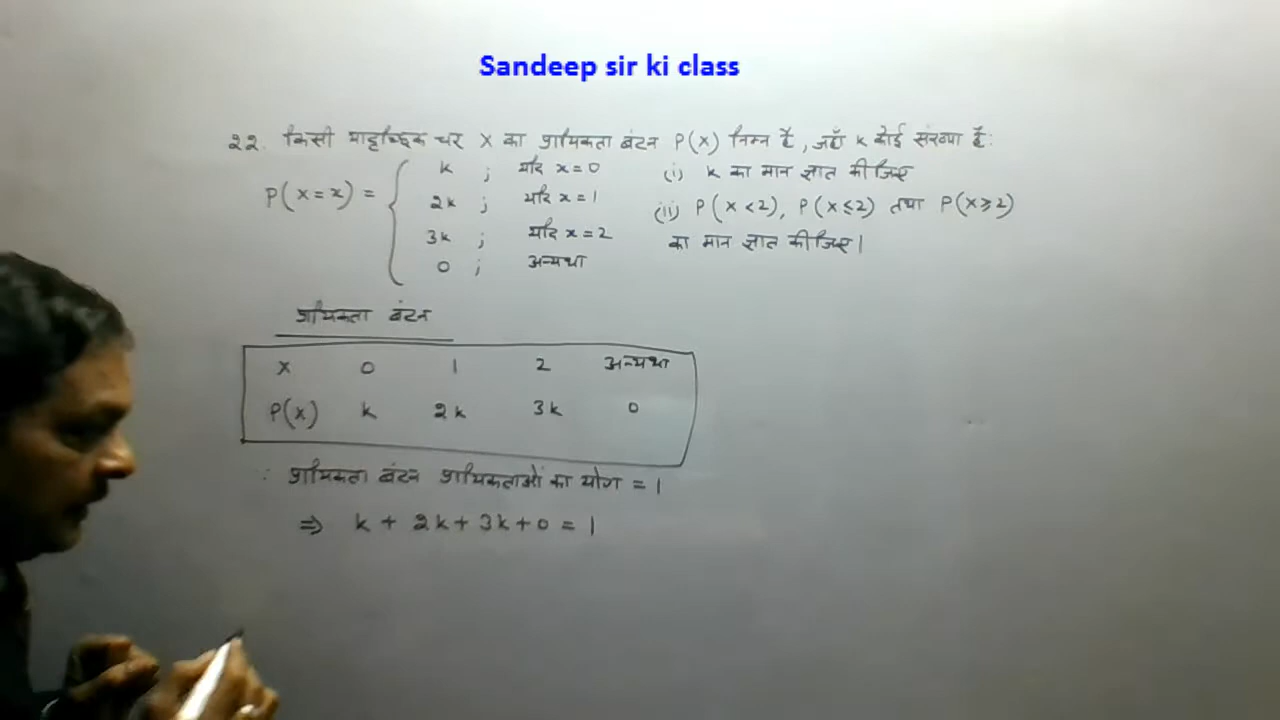 Sandeep sir ki class
22. किसी यादृच्छिक चर X का प्रायिकता बंटन P(X) निम्न है, जहाँ k कोई संख्या है:
P(X=x) = { k ; यदि x=0
2k ; यदि x=1
3k ; यदि x=2
0 ; अन्यथा
(i) k का मान ज्ञात कीजिए
(ii) P(X<2), P(X≤2) तथा P(X≥2)
का मान ज्ञात कीजिए।
प्रायिकता बंटन
X 0 1 2 अन्यथा
P(X) k 2k 3k 0
∵ प्रायिकता बंटन प्रायिकताओं का योग = 1
⇒ k + 2k + 3k + 0 = 1